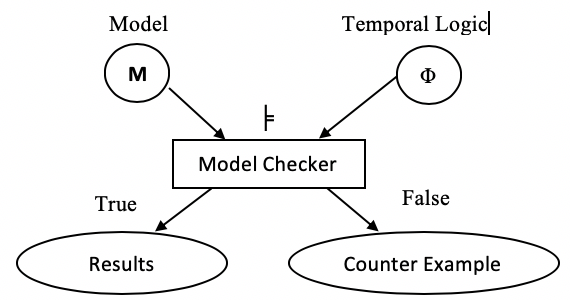 Model
Temporal Logic
M
Φ
⊨
Model Checker
True
False
Results
Counter Example